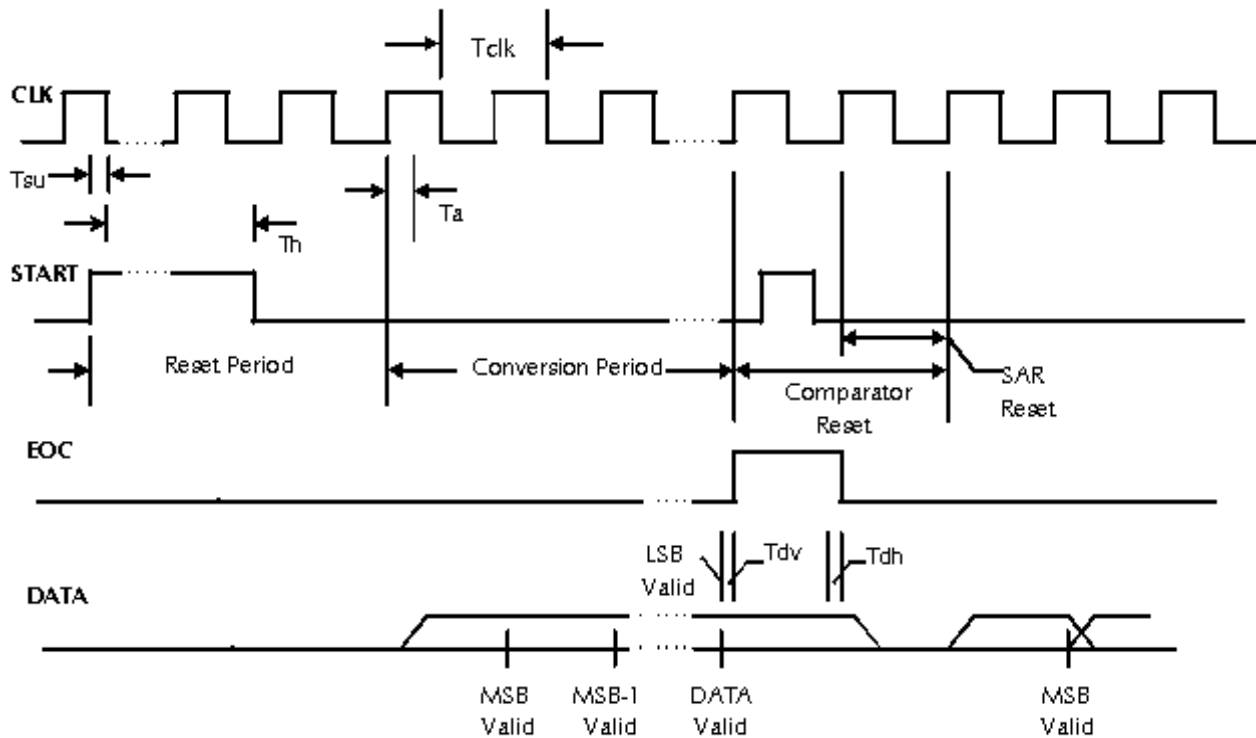 Tclk
CLK
Tsu
Ta
Th
START
Reset Period
Conversion Period
Comparator
Reset
SAR
Reset
EOC
LSB
Valid
Tdv
Tdh
DATA
MSB
Valid
MSB-1
Valid
DATA
Valid
MSB
Valid